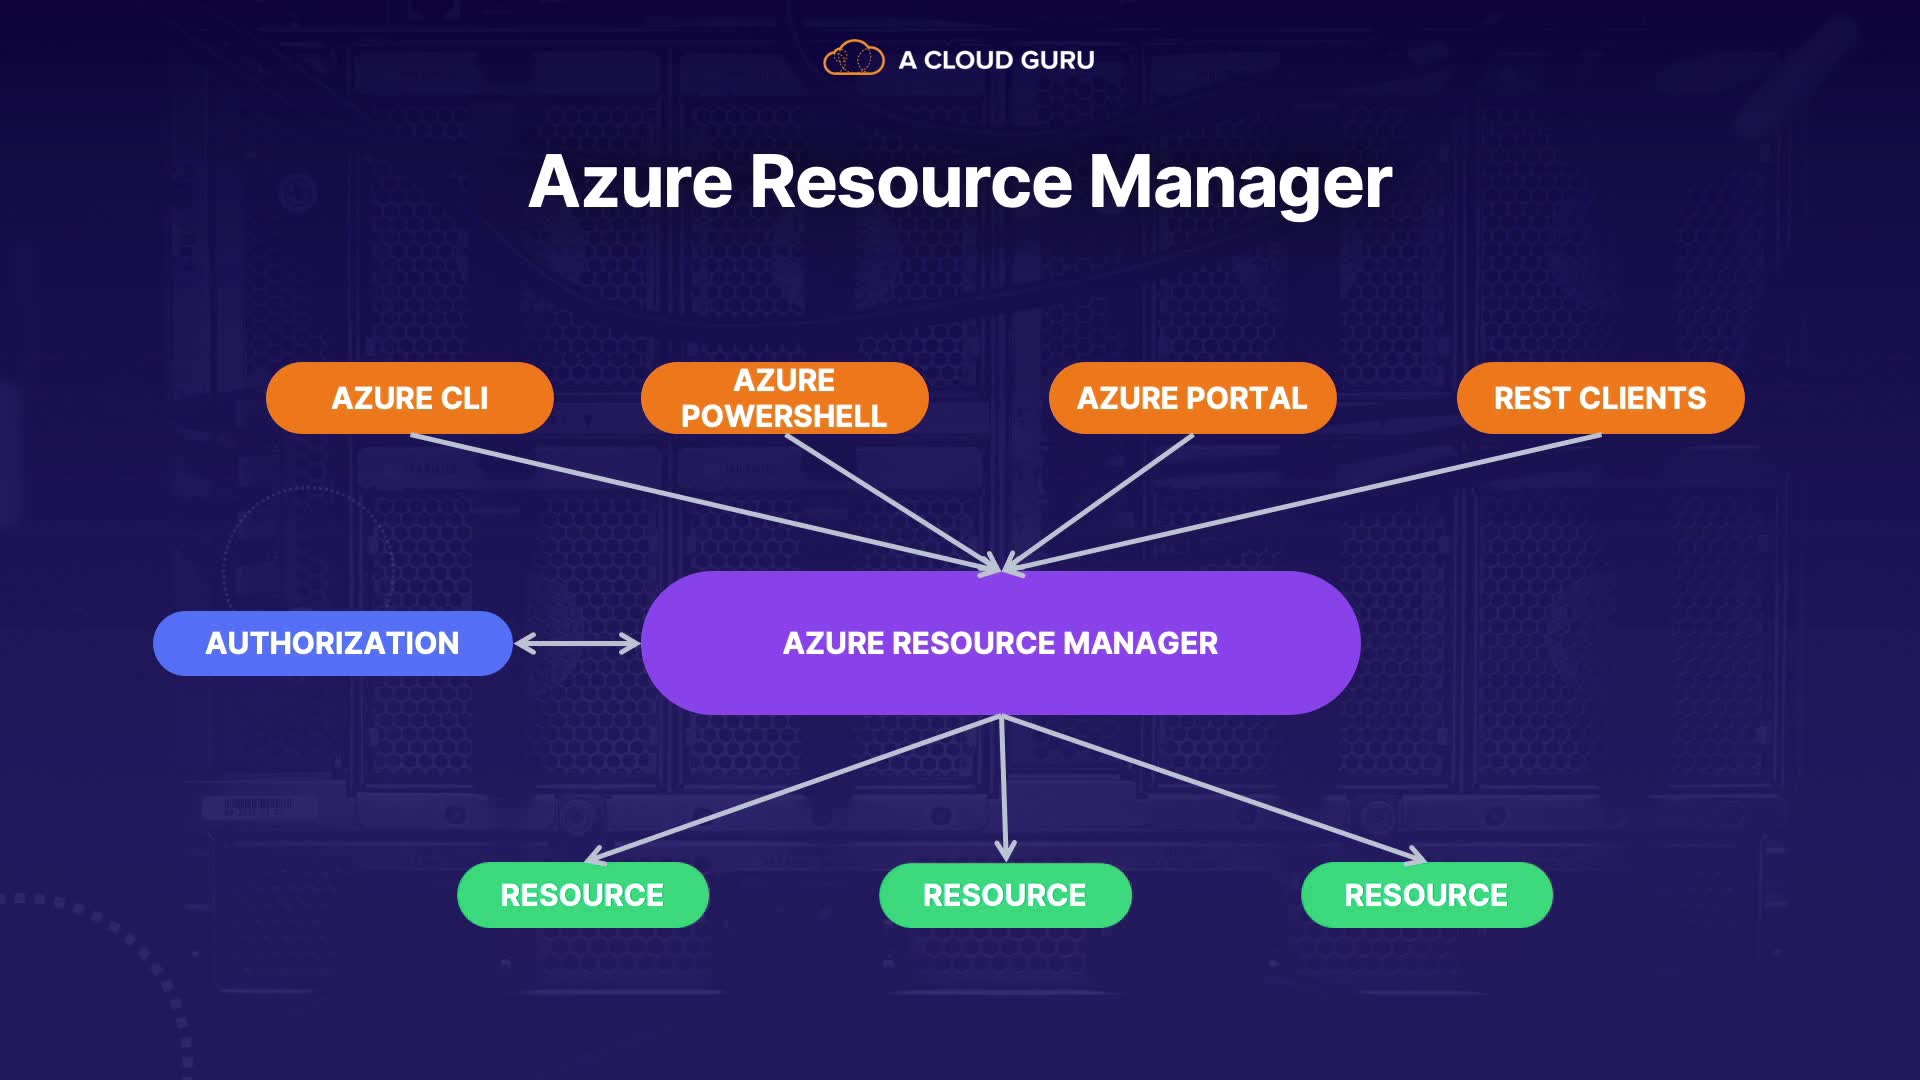 A CLOUD GURU
Azure Resource Manager
AZURE CLI
AZURE
POWERSHELL
AZURE PORTAL
REST CLIENTS
AUTHORIZATION
AZURE RESOURCE MANAGER
RESOURCE
RESOURCE
RESOURCE